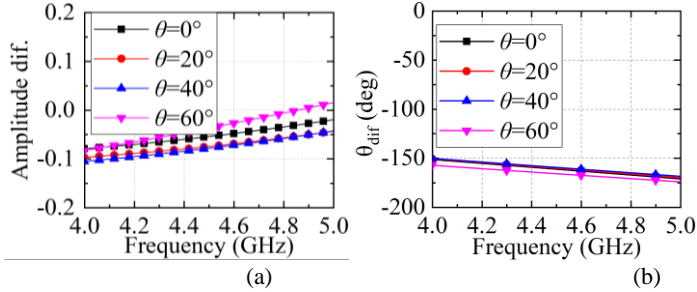 Amplitude dif.
0.2
0.1
0.0
-0.1
-0.2
θ=0°
θ=20°
θ=40°
θ=60°
4.0 4.2 4.4 4.6 4.8 5.0
Frequency (GHz)
(a)
θdif (deg)
0
-50
-100
-150
-200
θ=0°
θ=20°
θ=40°
θ=60°
4.0 4.2 4.4 4.6 4.8 5.0
Frequency (GHz)
(b)